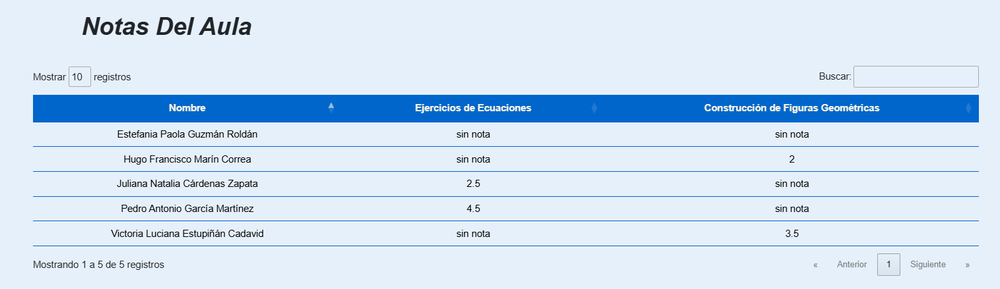 Notas Del Aula
Mostrar 10 registros Buscar:
Nombre Ejercicios de Ecuaciones Construcción de Figuras Geométricas
Estefania Paola Guzmán Roldán sin nota sin nota
Hugo Francisco Marín Correa sin nota 2
Juliana Natalia Cárdenas Zapata 2.5 sin nota
Pedro Antonio García Martínez 4.5 sin nota
Victoria Luciana Estupiñán Cadavid sin nota 3.5
Mostrando 1 a 5 de 5 registros « Anterior 1 Siguiente »